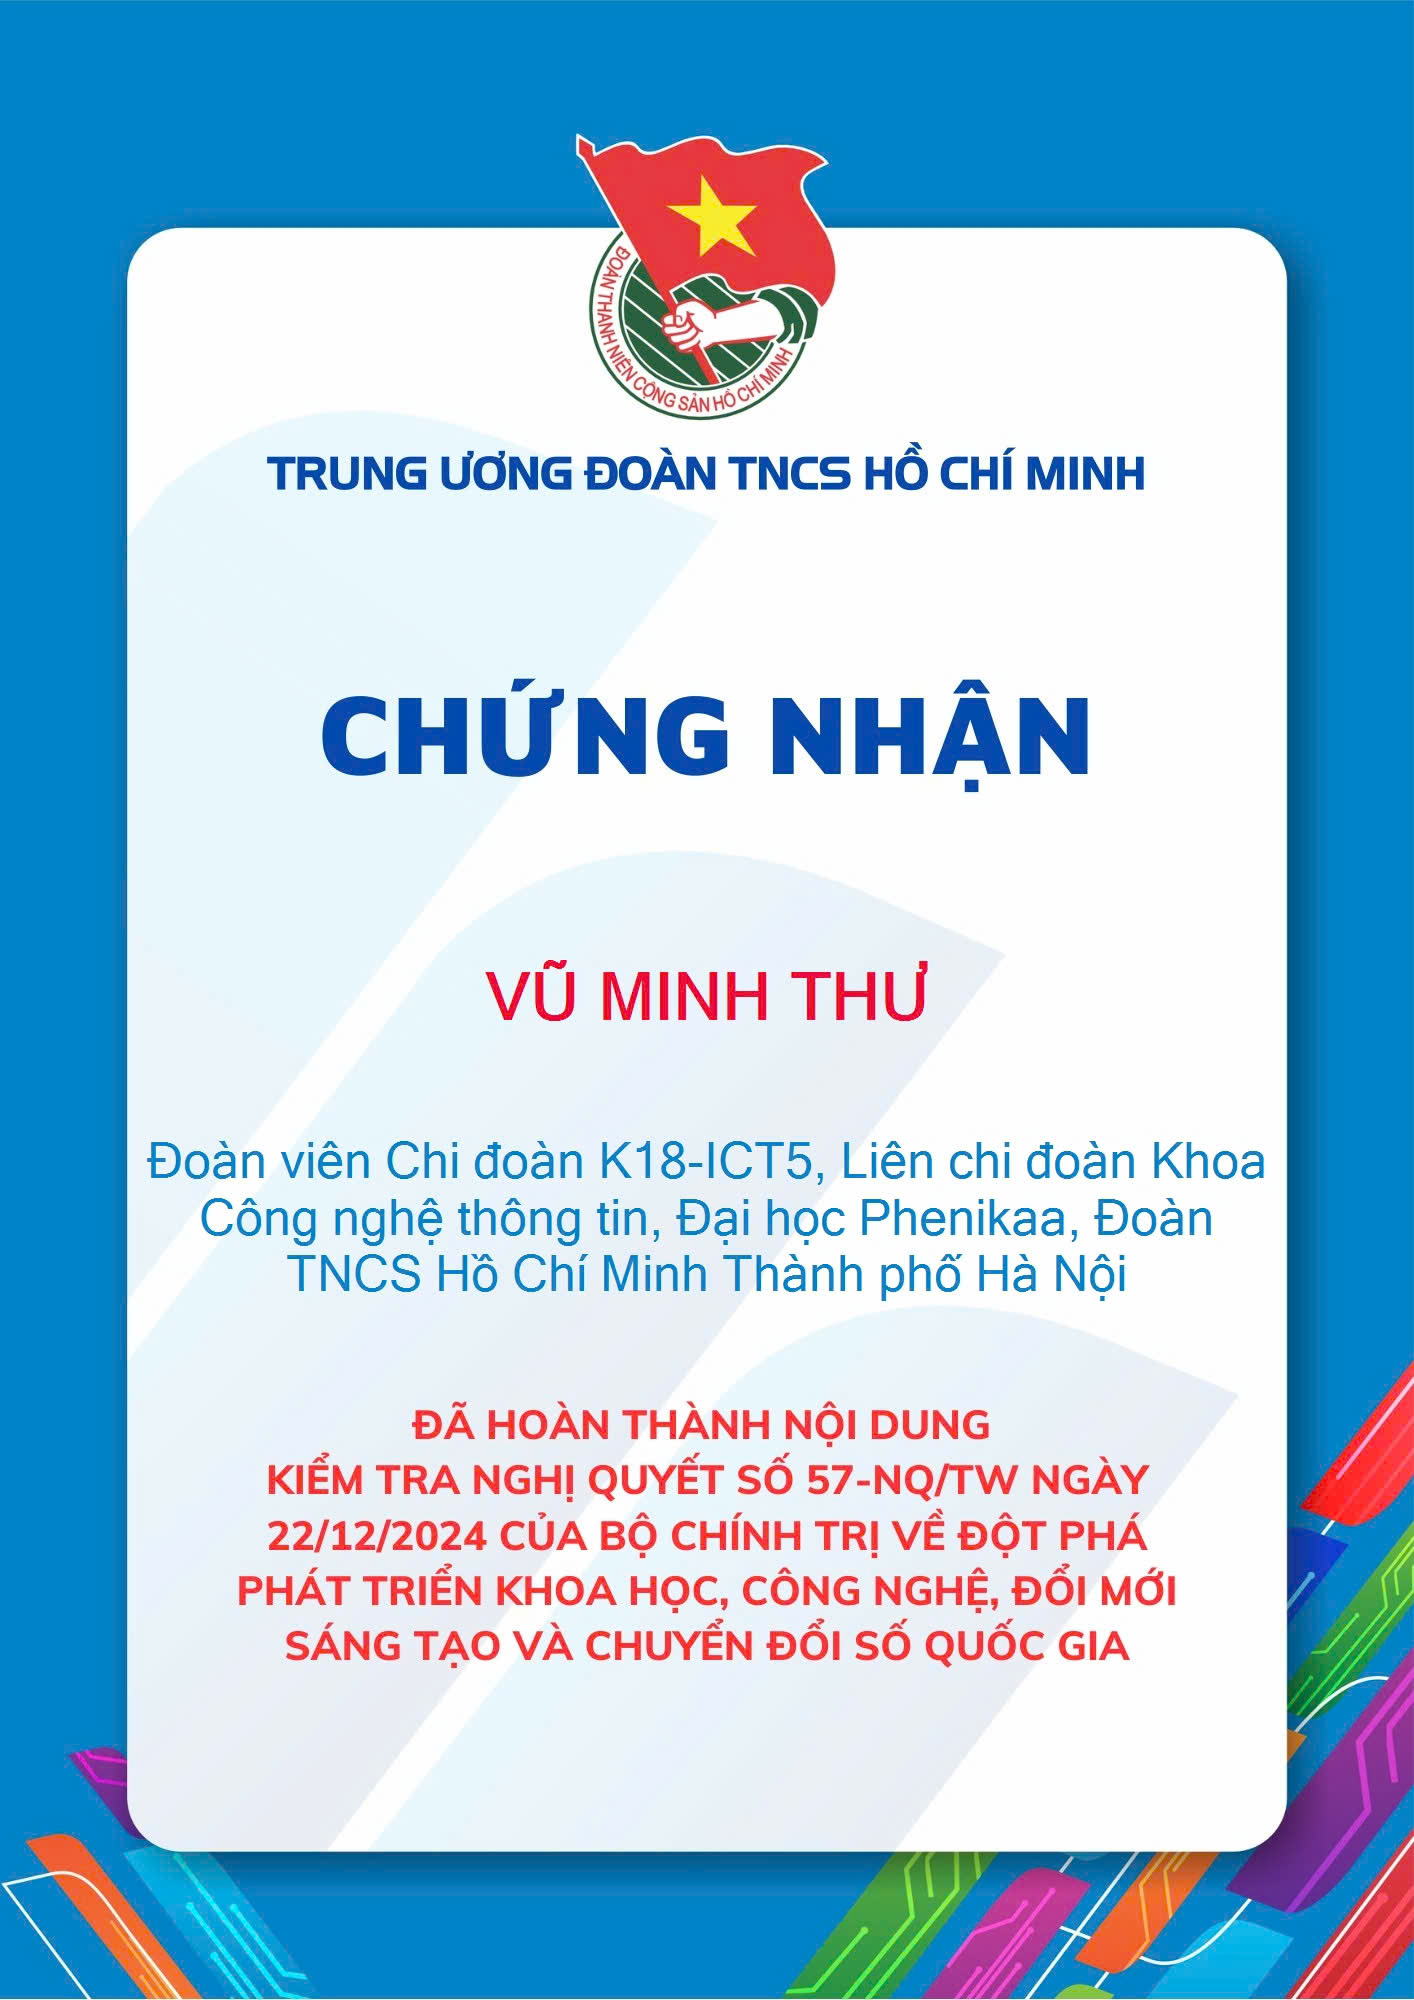 ĐOÀN THANH NIÊN CỘNG SẢN HỒ CHÍ MINH
TRUNG ƯƠNG ĐOÀN TNCS HỒ CHÍ MINH
CHỨNG NHẬN
VŨ MINH THƯ
Đoàn viên Chi đoàn K18-ICT5, Liên chi đoàn Khoa
Công nghệ thông tin, Đại học Phenikaa, Đoàn
TNCS Hồ Chí Minh Thành phố Hà Nội
ĐÃ HOÀN THÀNH NỘI DUNG
KIỂM TRA NGHỊ QUYẾT SỐ 57-NQ/TW NGÀY
22/12/2024 CỦA BỘ CHÍNH TRỊ VỀ ĐỘT PHÁ
PHÁT TRIỂN KHOA HỌC, CÔNG NGHỆ, ĐỔI MỚI
SÁNG TẠO VÀ CHUYỂN ĐỔI SỐ QUỐC GIA